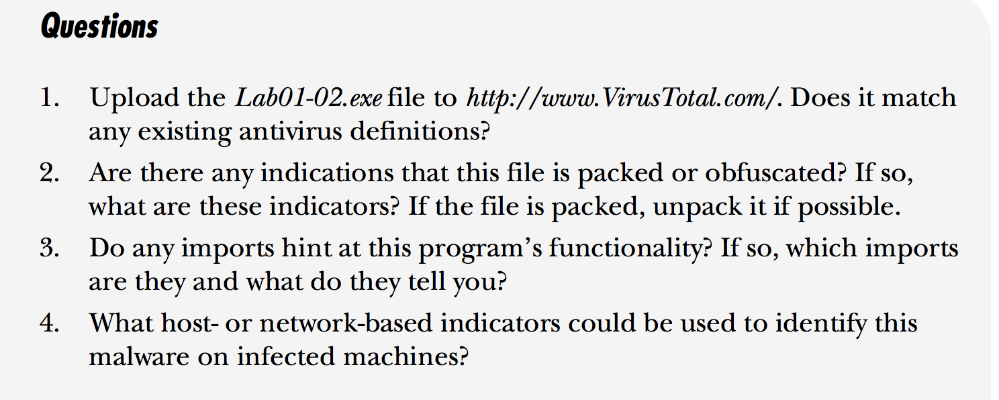 Questions
1. Upload the Lab01-02.exe file to http://www.VirusTotal.com/. Does it match
any existing antivirus definitions?
2. Are there any indications that this file is packed or obfuscated? If so,
what are these indicators? If the file is packed, unpack it if possible.
3. Do any imports hint at this program’s functionality? If so, which imports
are they and what do they tell you?
4. What host- or network-based indicators could be used to identify this
malware on infected machines?